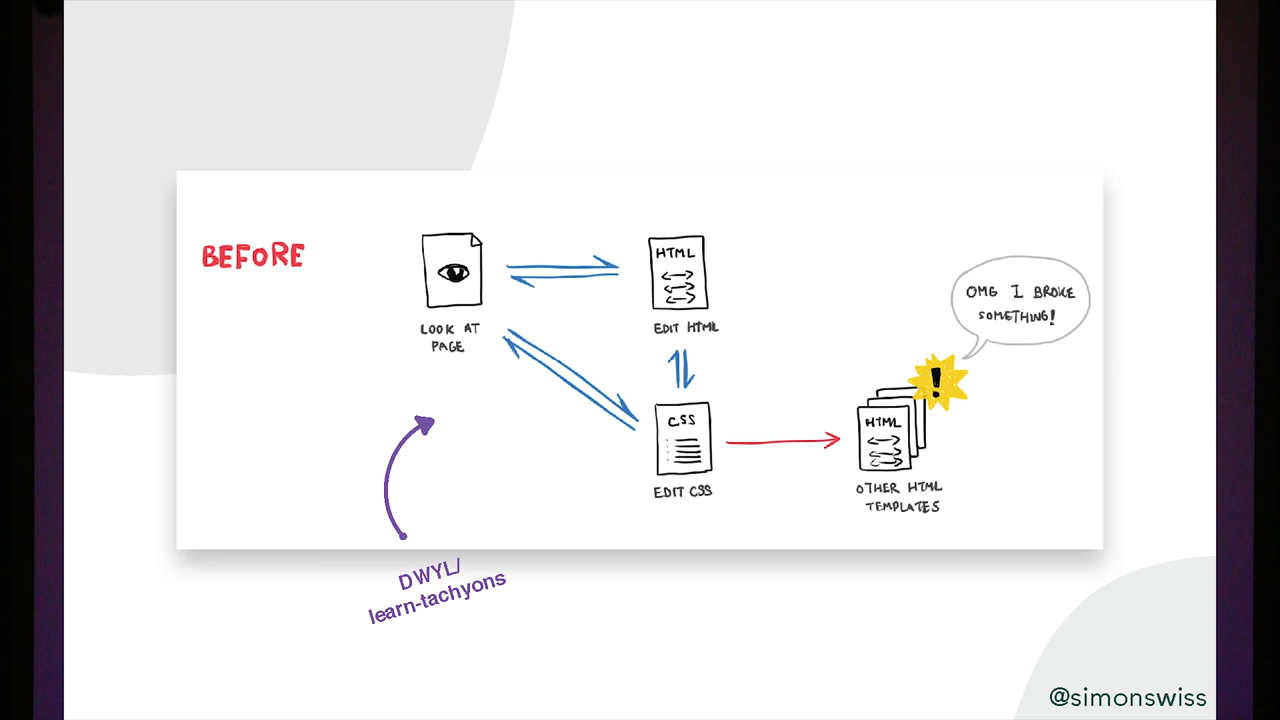 BEFORE
LOOK AT
PAGE
HTML
EDIT HTML
CSS
EDIT CSS
HTML
OTHER HTML
TEMPLATES
!
OMG I BROKE
SOMETHING!
DWYL/
learn-tachyons
@simonswiss